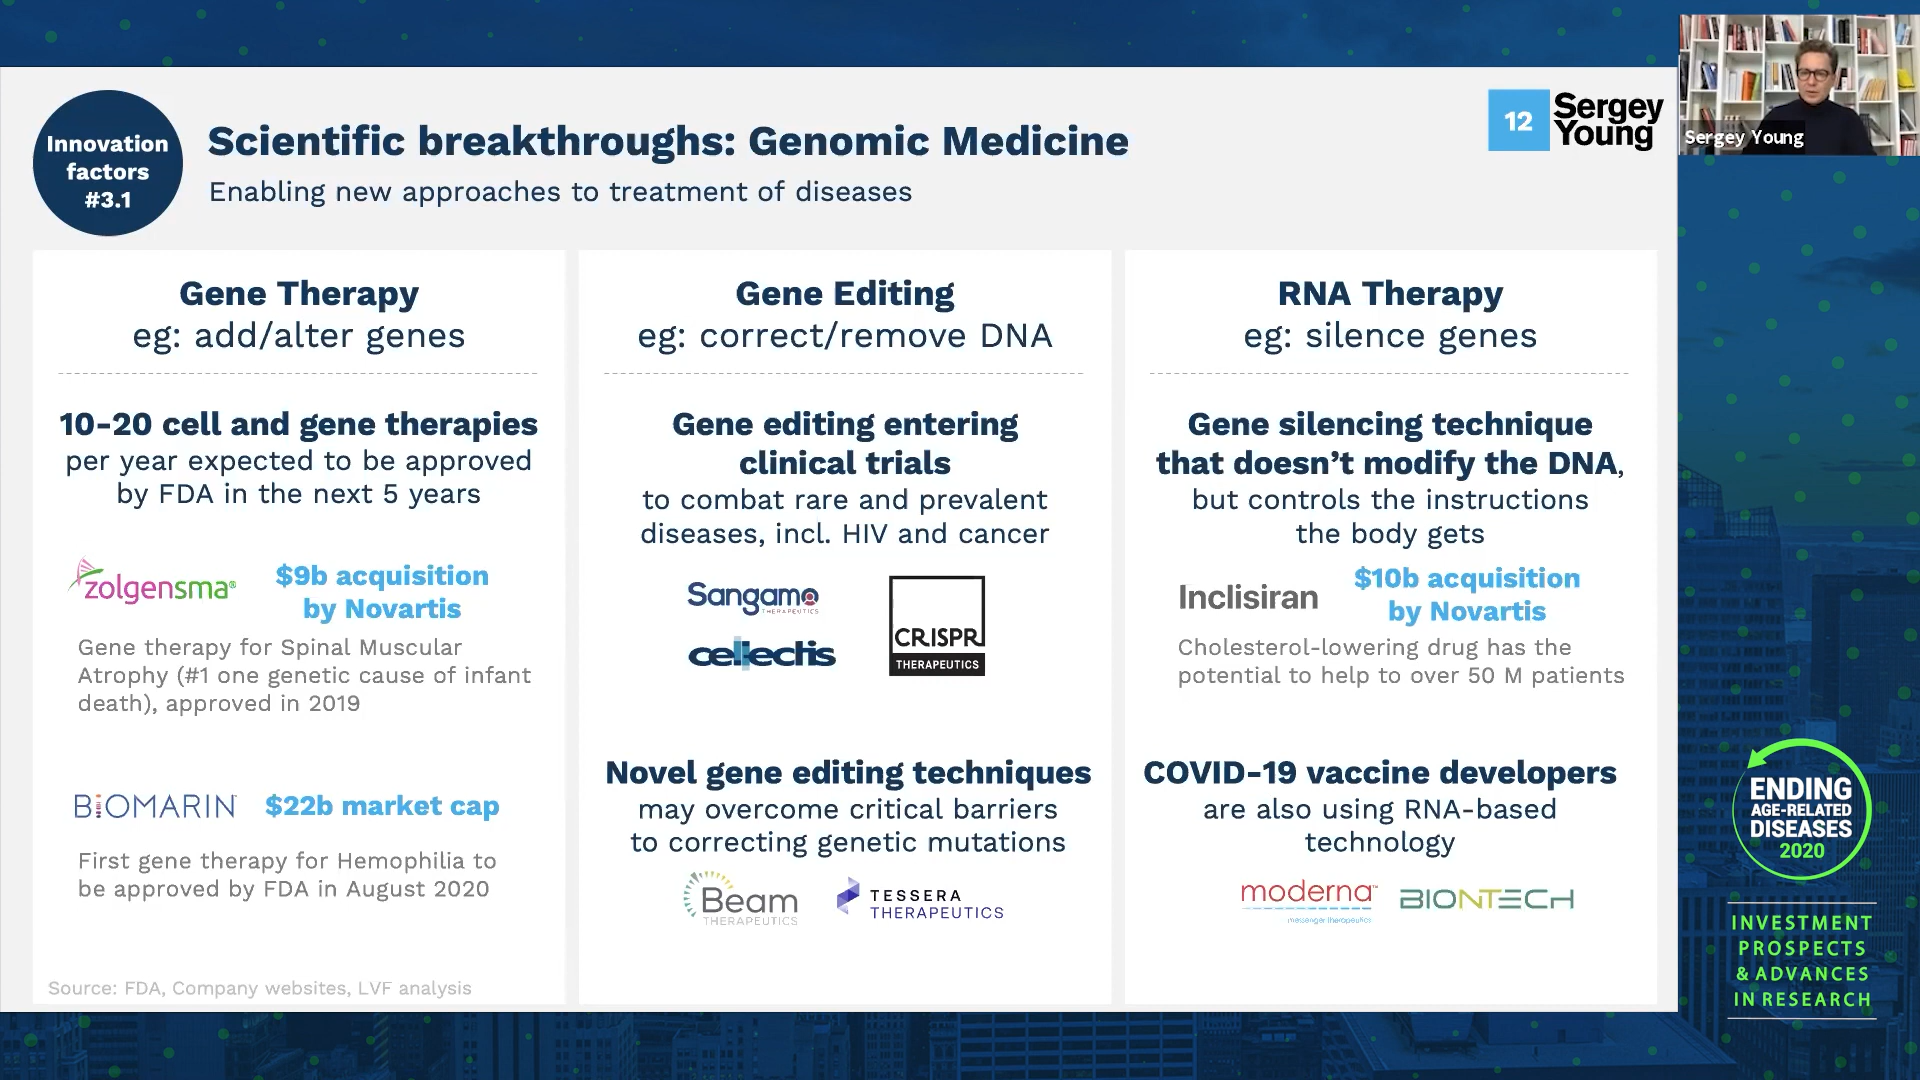 Innovation
factors
#3.1
Scientific breakthroughs: Genomic Medicine
Enabling new approaches to treatment of diseases
12
Sergey
Young
Sergey Young
Gene Therapy
eg: add/alter genes
10-20 cell and gene therapies
per year expected to be approved
by FDA in the next 5 years
zolgensma®
$9b acquisition
by Novartis
Gene therapy for Spinal Muscular
Atrophy (#1 one genetic cause of infant
death), approved in 2019
BIOMARIN
$22b market cap
First gene therapy for Hemophilia to
be approved by FDA in August 2020
Source: FDA, Company websites, LVF analysis
Gene Editing
eg: correct/remove DNA
Gene editing entering
clinical trials
to combat rare and prevalent
diseases, incl. HIV and cancer
Sangamo
THERAPEUTICS
cellectis
CRISPR
THERAPEUTICS
Novel gene editing techniques
may overcome critical barriers
to correcting genetic mutations
Beam
THERAPEUTICS
TESSERA
THERAPEUTICS
RNA Therapy
eg: silence genes
Gene silencing technique
that doesn't modify the DNA,
but controls the instructions
the body gets
Inclisiran
$10b acquisition
by Novartis
Cholesterol-lowering drug has the
potential to help to over 50 M patients
COVID-19 vaccine developers
are also using RNA-based
technology
moderna™
messenger therapeutics
BIONTECH
ENDING
AGE-RELATED
DISEASES
2020
INVESTMENT
PROSPECTS
& ADVANCES
IN RESEARCH